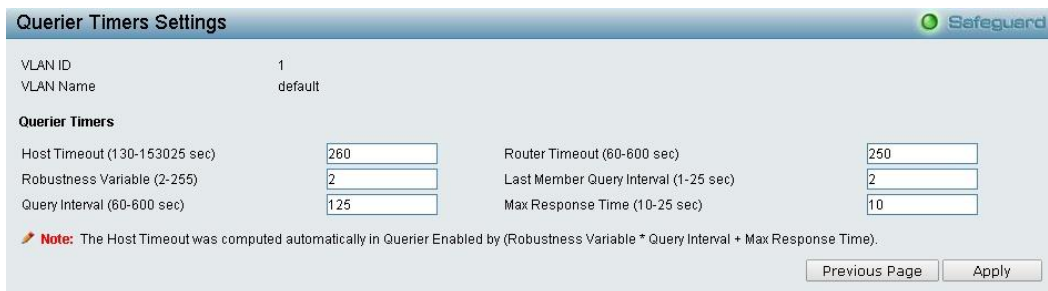 Querier Timers Settings
Safeguard
VLAN ID 1
VLAN Name default
Querier Timers
Host Timeout (130-153025 sec) 260 Router Timeout (60-600 sec) 250
Robustness Variable (2-255) 2 Last Member Query Interval (1-25 sec) 2
Query Interval (60-600 sec) 125 Max Response Time (10-25 sec) 10
Note: The Host Timeout was computed automatically in Querier Enabled by (Robustness Variable * Query Interval + Max Response Time).
Previous Page Apply